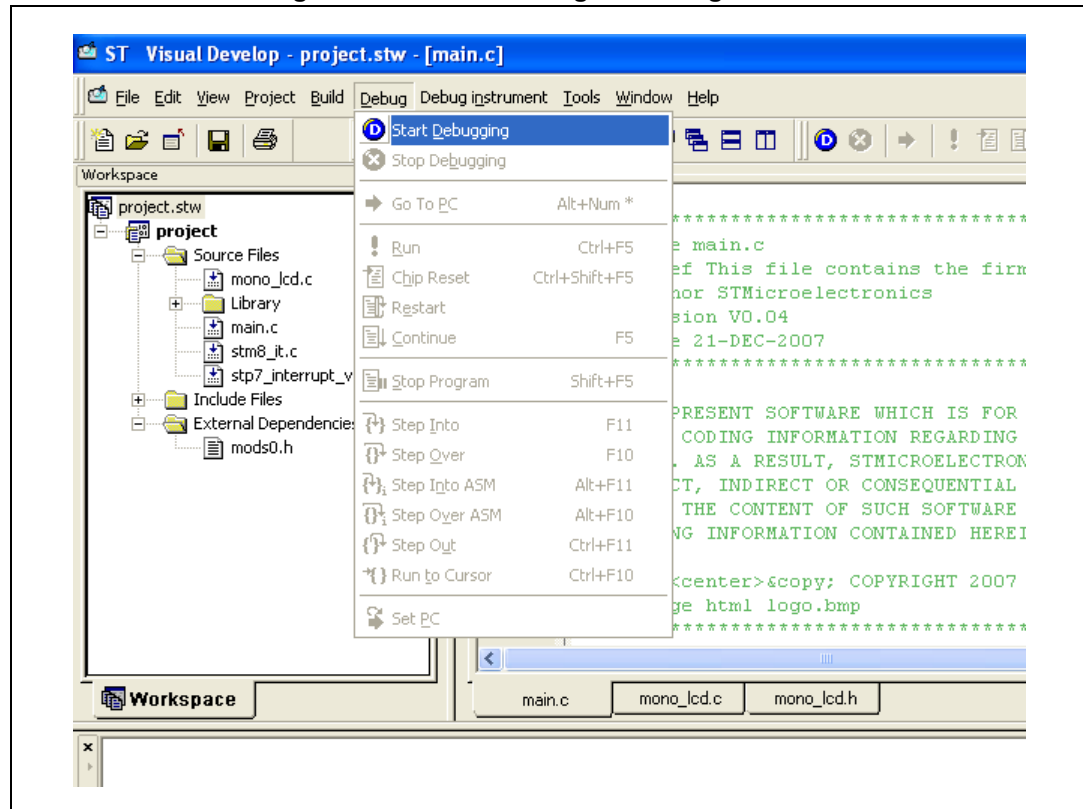 ST Visual Develop - project.stw - [main.c]
File Edit View Project Build Debug Debug instrument Tools Window Help
Workspace
project.stw
project
Source Files
mono_lcd.c
Library
main.c
stm8_it.c
stp7_interrupt_v
Include Files
External Dependencie
mods0.h
Workspace
Start Debugging
Stop Debugging
Go To PC Alt+Num *
Run Ctrl+F5
Chip Reset Ctrl+Shift+F5
Restart
Continue F5
Stop Program Shift+F5
Step Into F11
Step Over F10
Step Into ASM Alt+F11
Step Over ASM Alt+F10
Step Out Ctrl+F11
Run to Cursor Ctrl+F10
Set PC
******************************
e main.c
ef This file contains the firm
hor STMicroelectronics
sion V0.04
e 21-DEC-2007
******************************
PRESENT SOFTWARE WHICH IS FOR
CODING INFORMATION REGARDING
. AS A RESULT, STMICROELECTRON
CT, INDIRECT OR CONSEQUENTIAL
THE CONTENT OF SUCH SOFTWARE
NG INFORMATION CONTAINED HEREI
<center>&copy; COPYRIGHT 2007
ge html logo.bmp
******************************
main.c mono_lcd.c mono_lcd.h